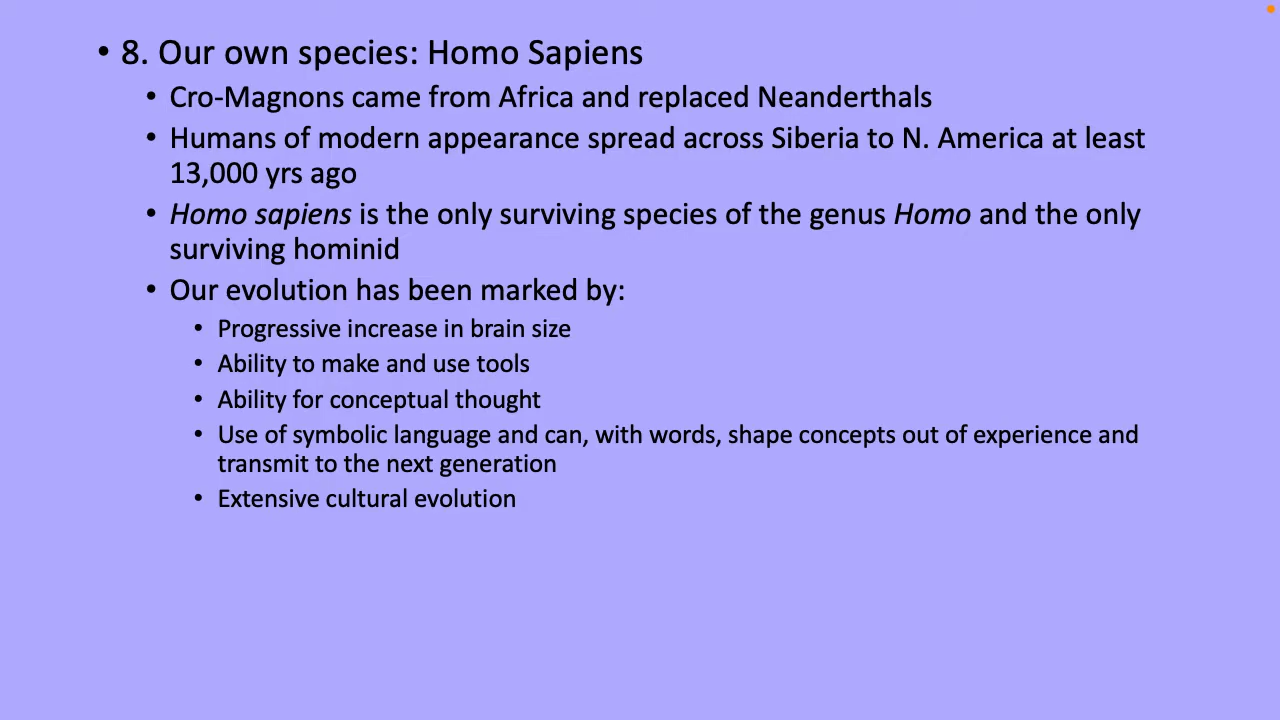 • 8. Our own species: Homo Sapiens
• Cro-Magnons came from Africa and replaced Neanderthals
• Humans of modern appearance spread across Siberia to N. America at least
13,000 yrs ago
• Homo sapiens is the only surviving species of the genus Homo and the only
surviving hominid
• Our evolution has been marked by:
• Progressive increase in brain size
• Ability to make and use tools
• Ability for conceptual thought
• Use of symbolic language and can, with words, shape concepts out of experience and
transmit to the next generation
• Extensive cultural evolution